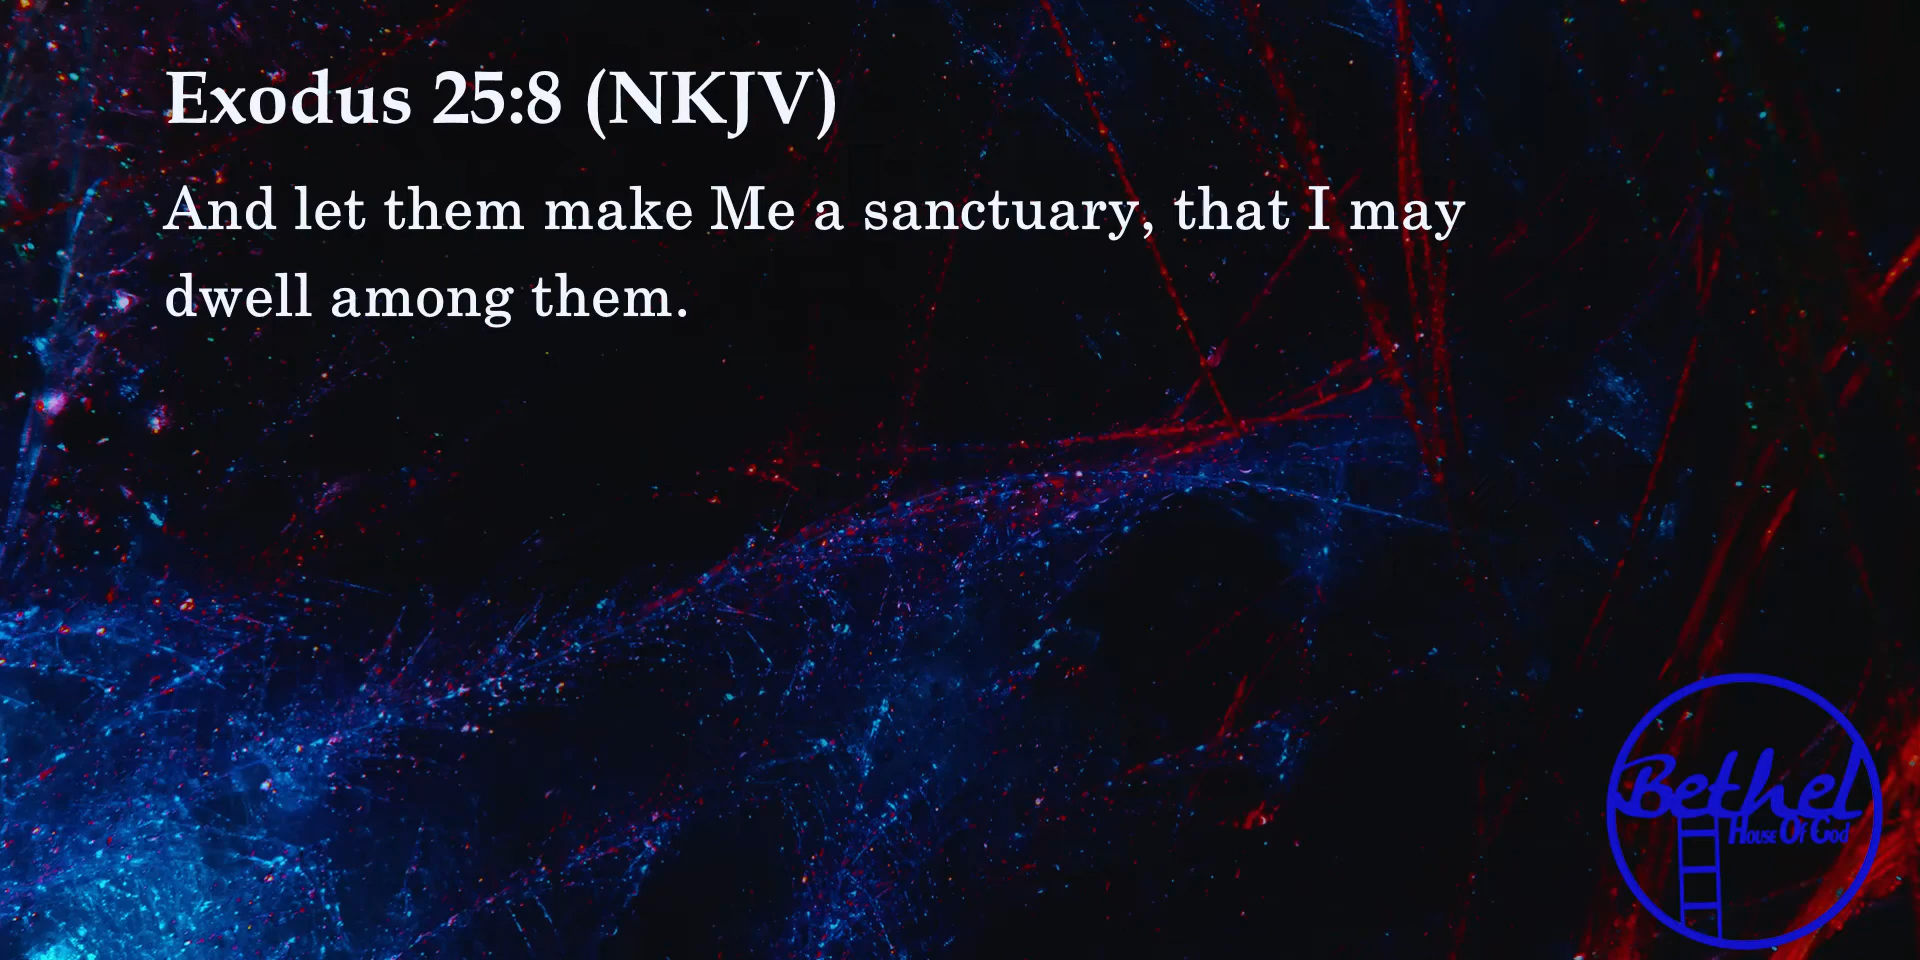 Exodus 25:8 (NKJV)
And let them make Me a sanctuary, that I may
dwell among them.
Bethel
House Of God